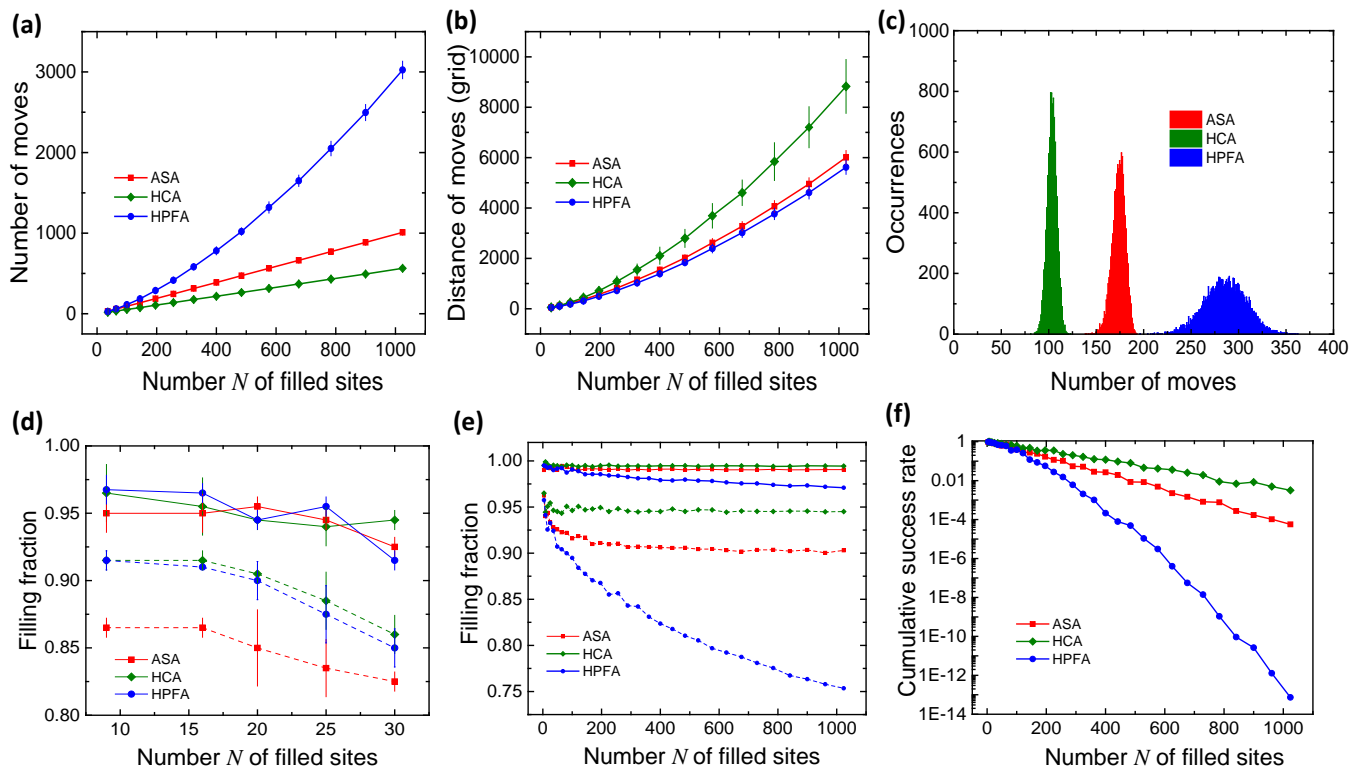 (a)
Number of moves
3000
2000
1000
0
ASA
HCA
HPFA
0 200 400 600 800 1000
Number N of filled sites
(b)
Distance of moves (grid)
10000
8000
6000
4000
2000
0
ASA
HCA
HPFA
0 200 400 600 800 1000
Number N of filled sites
(c)
Occurrences
1000
800
600
400
200
0
ASA
HCA
HPFA
0 50 100 150 200 250 300 350 400
Number of moves
(d)
Filling fraction
1.00
0.95
0.90
0.85
0.80
ASA
HCA
HPFA
10 15 20 25 30
Number N of filled sites
(e)
Filling fraction
1.00
0.95
0.90
0.85
0.80
0.75
ASA
HCA
HPFA
0 200 400 600 800 1000
Number N of filled sites
(f)
Cumulative success rate
1
0.01
1E-4
1E-6
1E-8
1E-10
1E-12
1E-14
ASA
HCA
HPFA
0 200 400 600 800 1000
Number N of filled sites